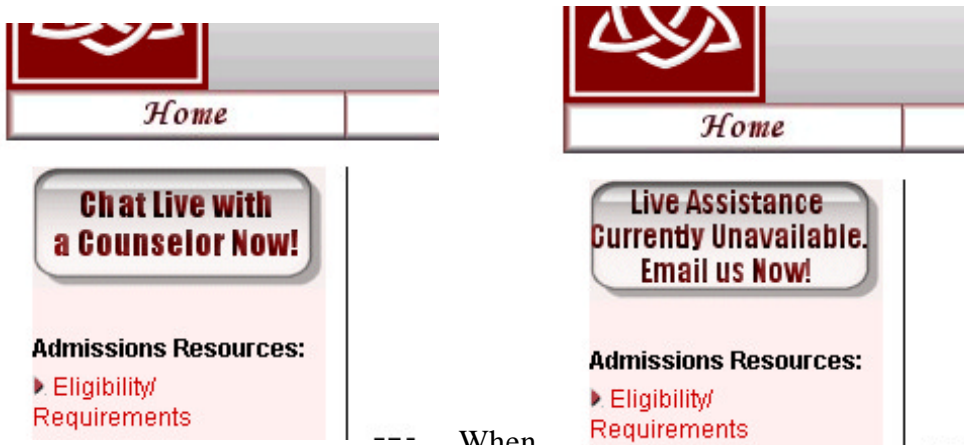 Home
Chat Live with
a Counselor Now!
Admissions Resources:
Eligibility/
Requirements
--- When
Home
Live Assistance
Currently Unavailable.
Email us Now!
Admissions Resources:
Eligibility/
Requirements